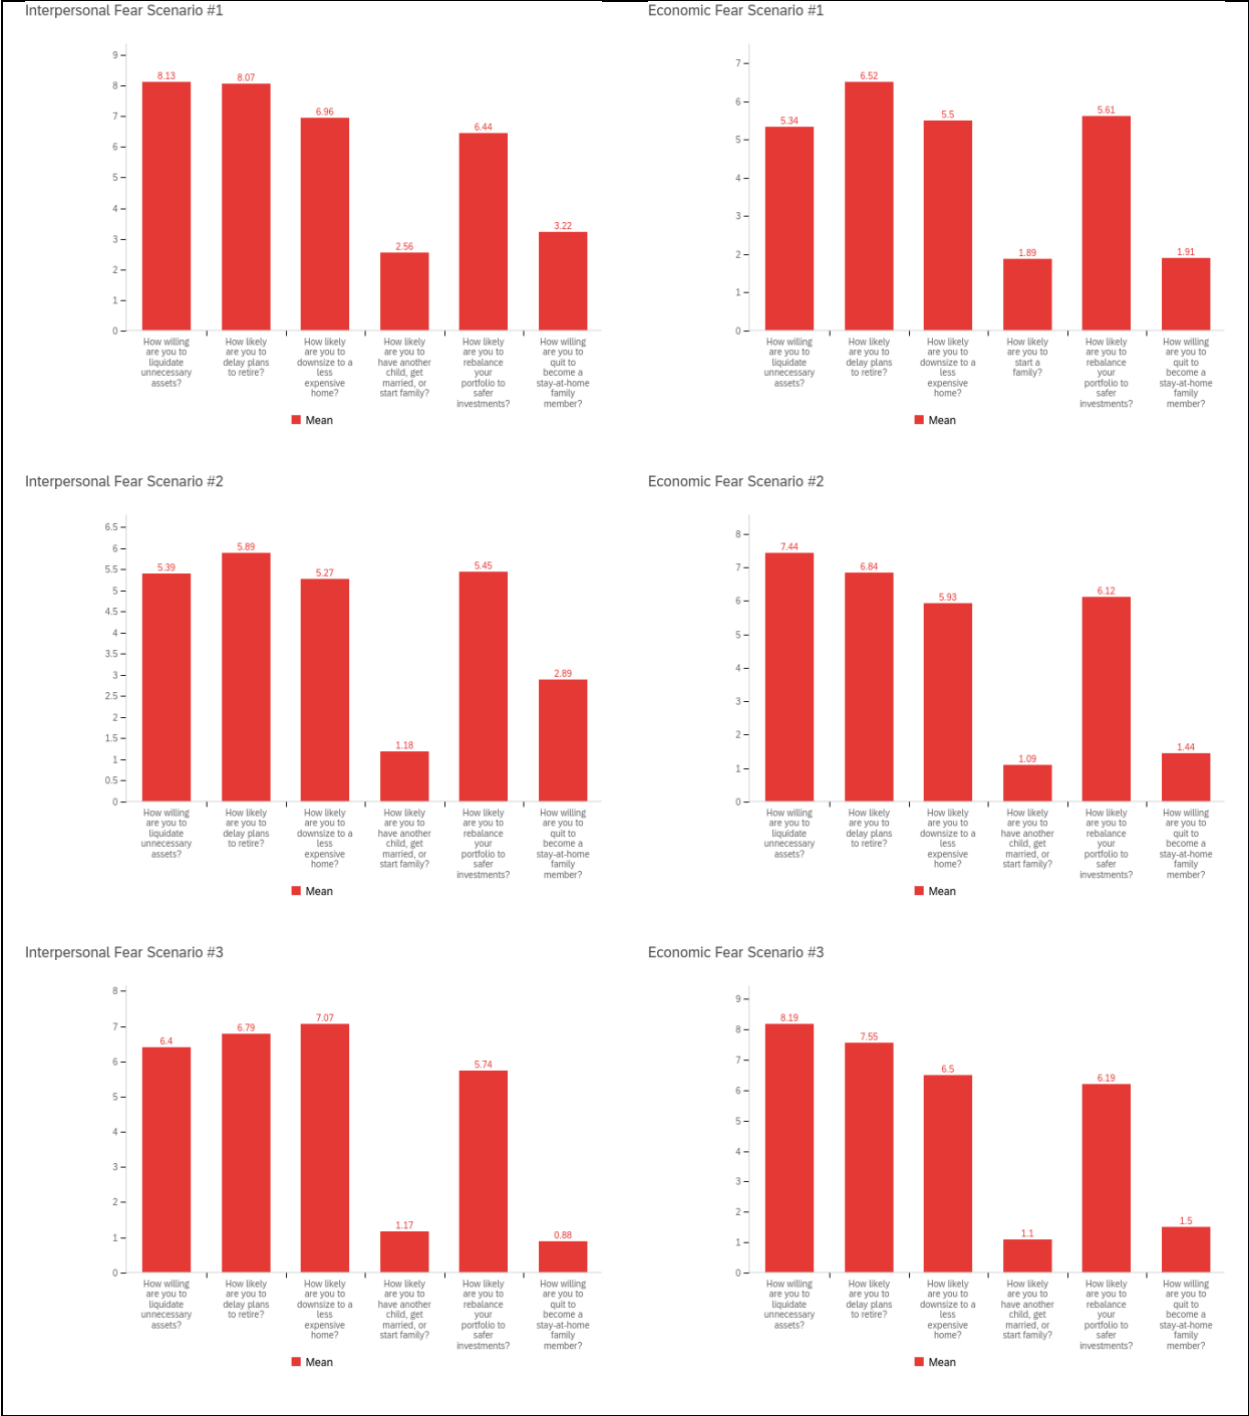 Interpersonal Fear Scenario #1
9
8
7
6
5
4
3
2
1
0
8.13
8.07
6.96
2.56
6.44
3.22
How willing
are you to
liquidate
unnecessary
assets?
How likely
are you to
delay plans
to retire?
How likely
are you to
downsize to a
less
expensive
home?
How likely
are you to
have another
child, get
married, or
start family?
How likely
are you to
rebalance
your
portfolio to
safer
investments?
How willing
are you to
quit to
become a
stay-at-home
family
member?
Mean
Economic Fear Scenario #1
7
6
5
4
3
2
1
0
5.34
6.52
5.5
1.89
5.61
1.91
How willing
are you to
liquidate
unnecessary
assets?
How likely
are you to
delay plans
to retire?
How likely
are you to
downsize to a
less
expensive
home?
How likely
are you to
start a
family?
How likely
are you to
rebalance
your
portfolio to
safer
investments?
How willing
are you to
quit to
become a
stay-at-home
family
member?
Mean
Interpersonal Fear Scenario #2
6.5
6
5.5
5
4.5
4
3.5
3
2.5
2
1.5
1
0.5
0
5.39
5.89
5.27
1.18
5.45
2.89
How willing
are you to
liquidate
unnecessary
assets?
How likely
are you to
delay plans
to retire?
How likely
are you to
downsize to a
less
expensive
home?
How likely
are you to
have another
child, get
married, or
start family?
How likely
are you to
rebalance
your
portfolio to
safer
investments?
How willing
are you to
quit to
become a
stay-at-home
family
member?
Mean
Economic Fear Scenario #2
8
7
6
5
4
3
2
1
0
7.44
6.84
5.93
1.09
6.12
1.44
How willing
are you to
liquidate
unnecessary
assets?
How likely
are you to
delay plans
to retire?
How likely
are you to
downsize to a
less
expensive
home?
How likely
are you to
have another
child, get
married, or
start family?
How likely
are you to
rebalance
your
portfolio to
safer
investments?
How willing
are you to
quit to
become a
stay-at-home
family
member?
Mean
Interpersonal Fear Scenario #3
8
7
6
5
4
3
2
1
0
6.4
6.79
7.07
1.17
5.74
0.88
How willing
are you to
liquidate
unnecessary
assets?
How likely
are you to
delay plans
to retire?
How likely
are you to
downsize to a
less
expensive
home?
How likely
are you to
have another
child, get
married, or
start family?
How likely
are you to
rebalance
your
portfolio to
safer
investments?
How willing
are you to
quit to
become a
stay-at-home
family
member?
Mean
Economic Fear Scenario #3
9
8
7
6
5
4
3
2
1
0
8.19
7.55
6.5
1.1
6.19
1.5
How willing
are you to
liquidate
unnecessary
assets?
How likely
are you to
delay plans
to retire?
How likely
are you to
downsize to a
less
expensive
home?
How likely
are you to
have another
child, get
married, or
start family?
How likely
are you to
rebalance
your
portfolio to
safer
investments?
How willing
are you to
quit to
become a
stay-at-home
family
member?
Mean